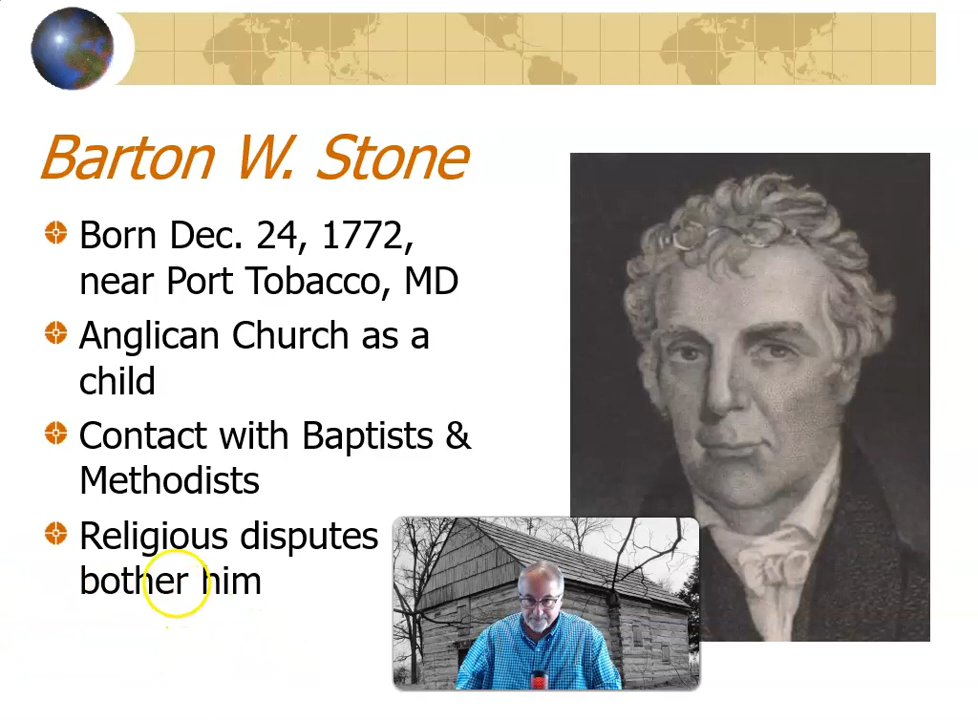 Barton W. Stone
Born Dec. 24, 1772,
near Port Tobacco, MD
Anglican Church as a
child
Contact with Baptists &
Methodists
Religious disputes
bother him